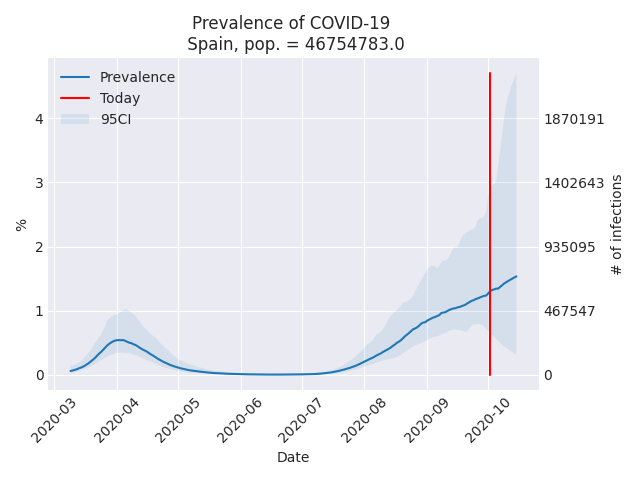 Prevalence of COVID-19
Spain, pop. = 46754783.0
Prevalence
Today
95CI
4
3
2
1
0
%
1870191
1402643
935095
467547
0
# of infections
2020-03
2020-04
2020-05
2020-06
2020-07
2020-08
2020-09
2020-10
Date